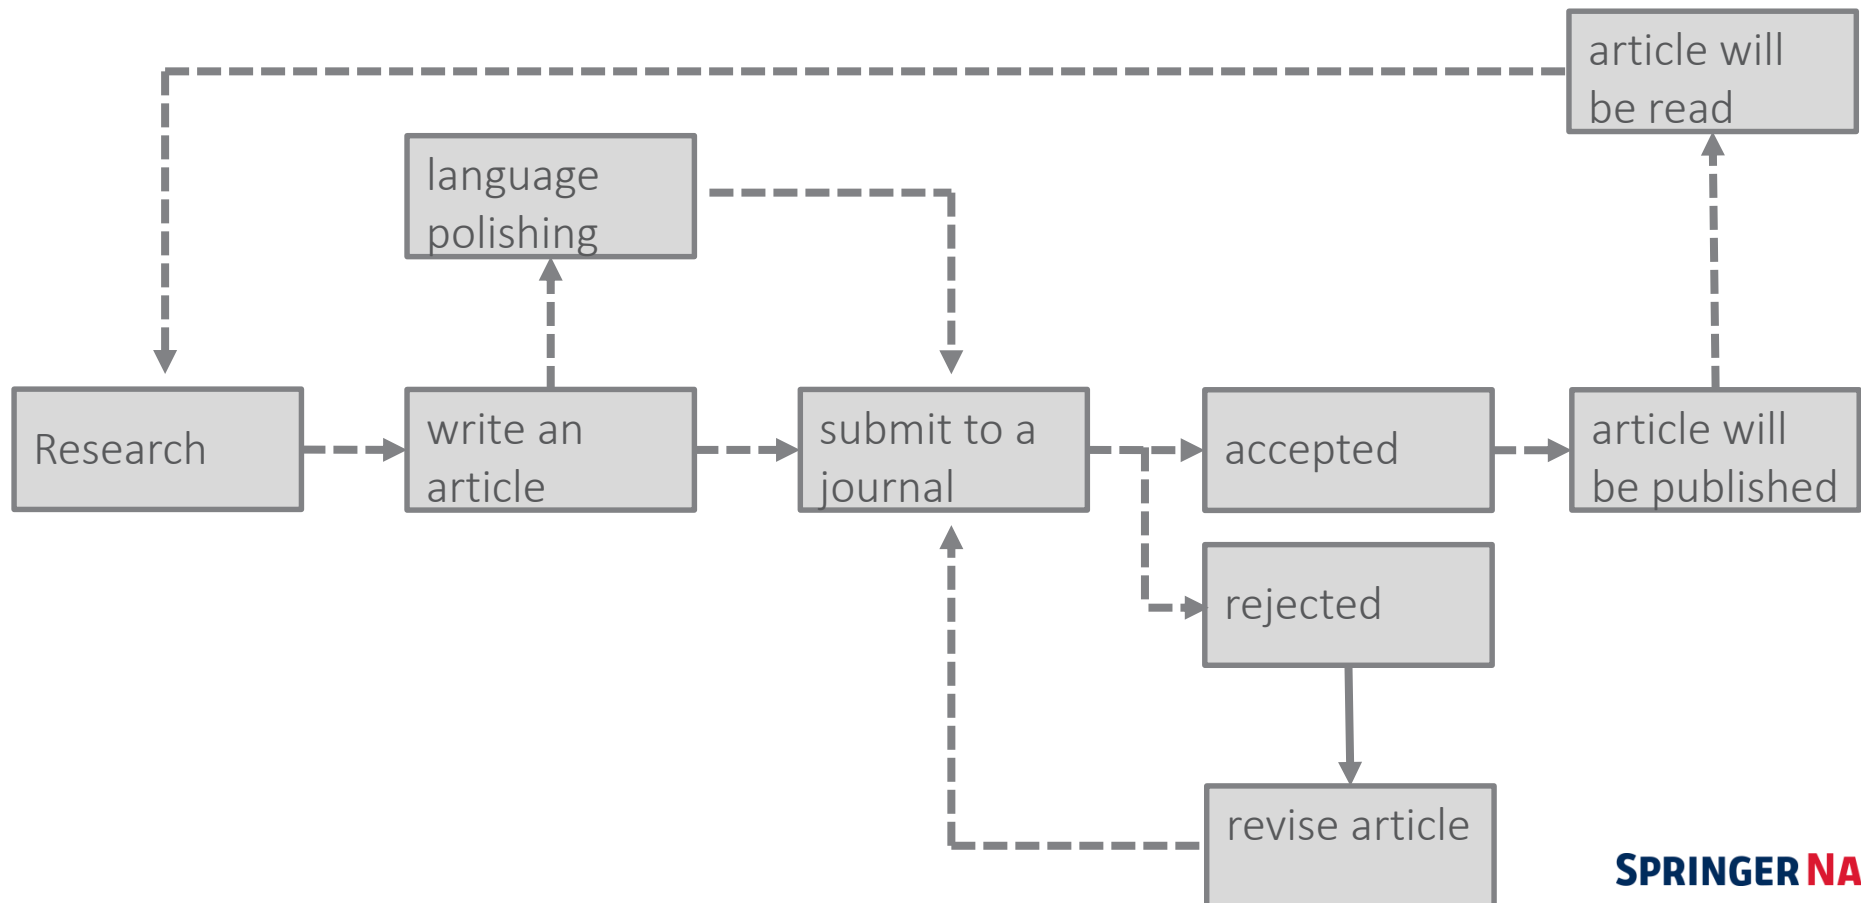 article will
be read
language
polishing
Research
write an
article
submit to a
journal
accepted
article will
be published
rejected
revise article
SPRINGER NA